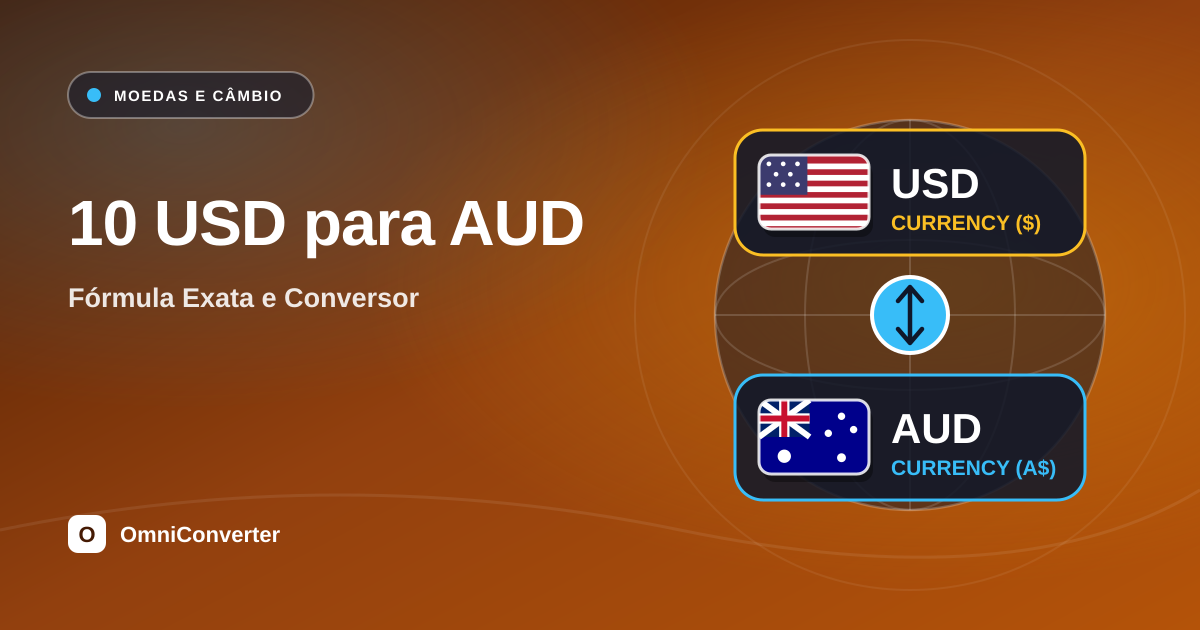 MOEDAS E CÂMBIO
10 USD para AUD
Fórmula Exata e Conversor
USD
CURRENCY ($)
AUD
CURRENCY (A$)
O OmniConverter